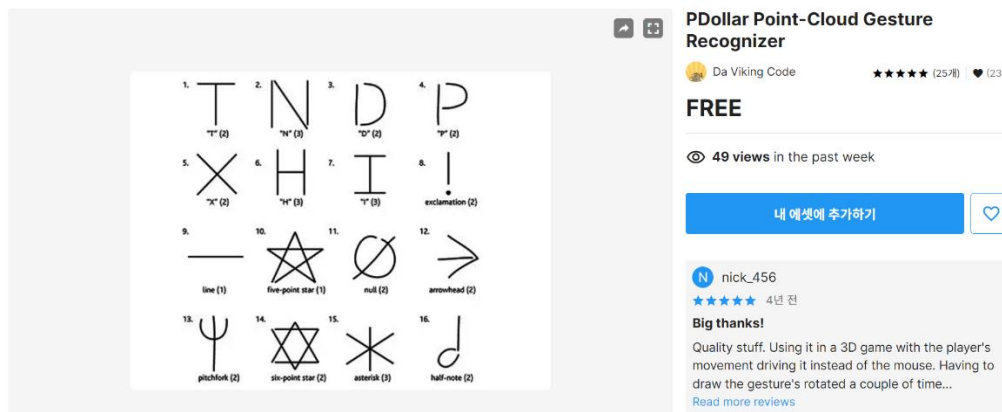 PDollar Point-Cloud Gesture
Recognizer
Da Viking Code
★★★★★ (25개) ♥ (23
FREE
49 views in the past week
내 에셋에 추가하기
N nick_456
★★★★★ 4년 전
Big thanks!
Quality stuff. Using it in a 3D game with the player's
movement driving it instead of the mouse. Having to
draw the gesture's rotated a couple of time...
Read more reviews
1. 2. 3. 4.
"T" (2) "N" (3) "D" (2) "P" (2)
5. 6. 7. 8.
"X" (2) "H" (3) "I" (3) exclamation (2)
9. 10. 11. 12.
line (1) five-point star (1) null (2) arrowhead (2)
13. 14. 15. 16.
pitchfork (2) six-point star (2) asterisk (3) half-note (2)